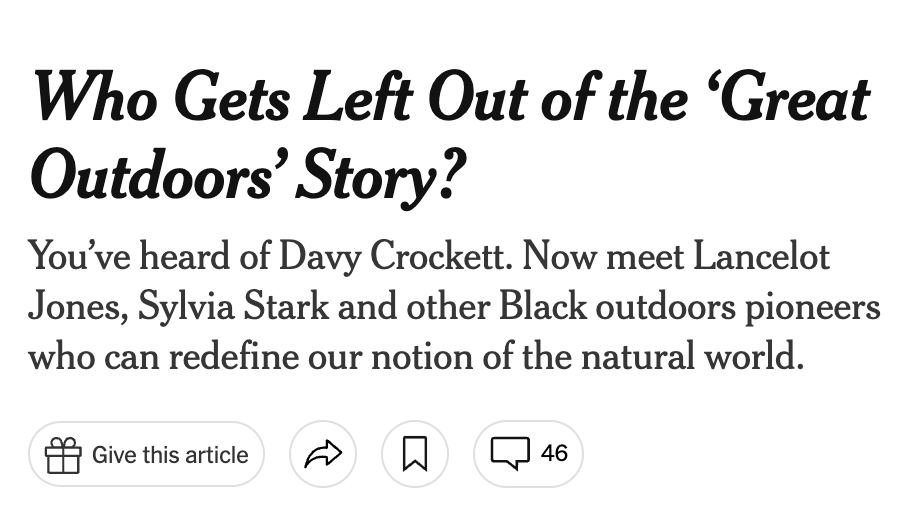 Who Gets Left Out of the ‘Great
Outdoors’ Story?
You’ve heard of Davy Crockett. Now meet Lancelot
Jones, Sylvia Stark and other Black outdoors pioneers
who can redefine our notion of the natural world.
Give this article 46